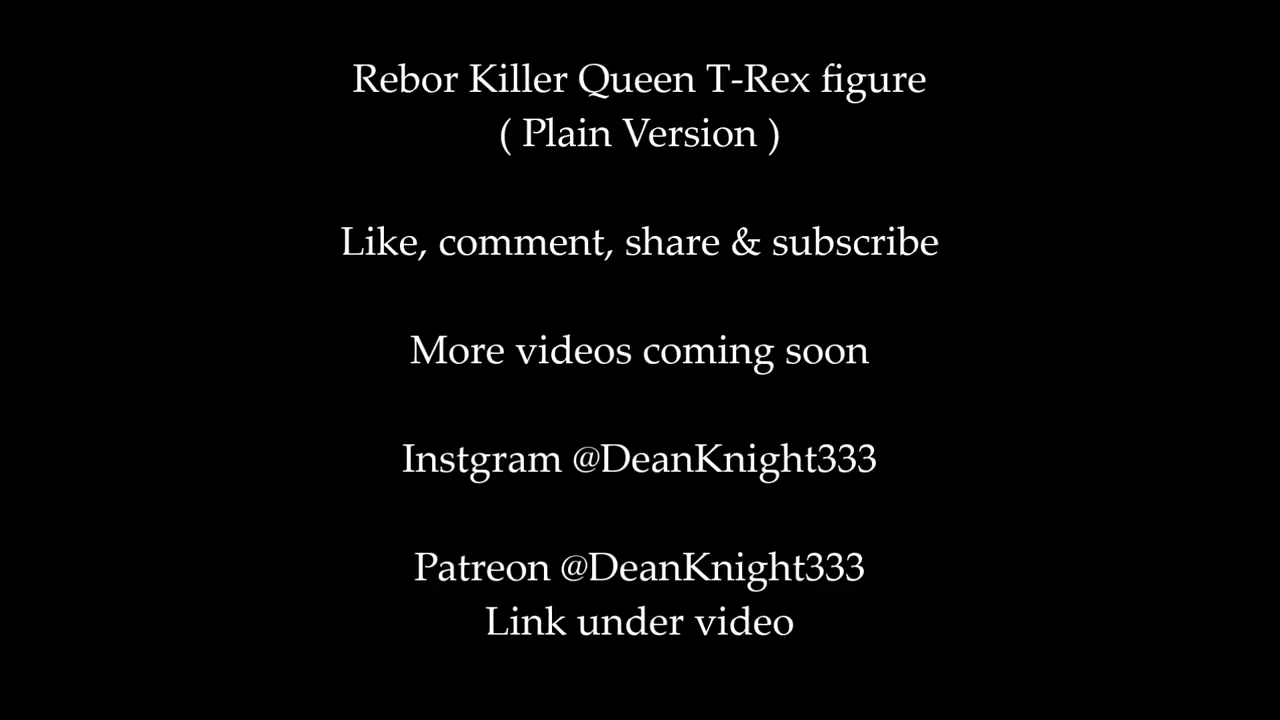 Rebor Killer Queen T-Rex figure
( Plain Version )
Like, comment, share & subscribe
More videos coming soon
Instgram @DeanKnight333
Patreon @DeanKnight333
Link under video